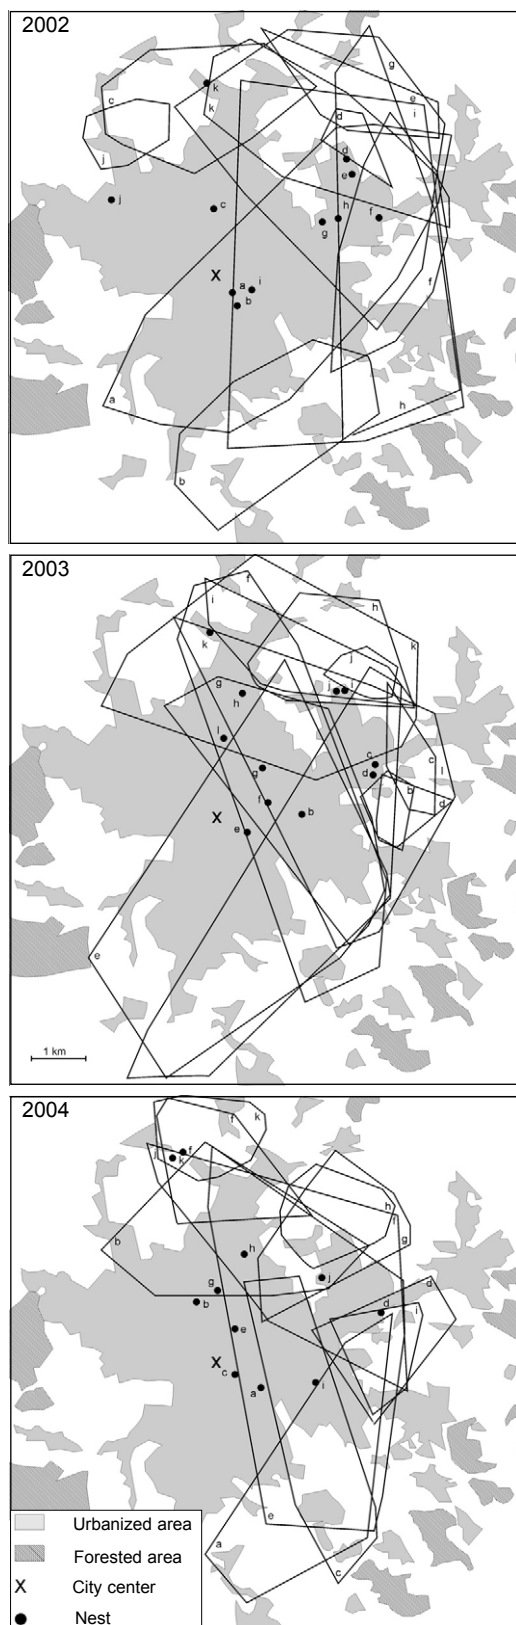 2002
g
e
i
k
k
c
d
d
e
j
j
c
h
f
g
f
a
i
b
X
a
h
b
2003
f
i
h
k
k
j
g
h
j
i
l
c
c
l
g
d
b
d
f
b
X
e
e
1 km
2004
f
k
j
f
k
h
f
g
b
h
j
d
g
b
d
i
e
X
c
a
i
e
a
c
Urbanized area
Forested area
X City center
Nest